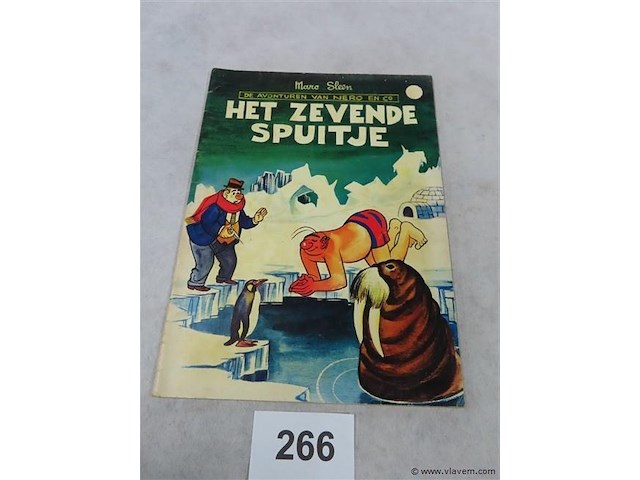 Marc Sleen
DE AVONTUREN VAN NERO EN Co
HET ZEVENDE
SPUITJE
266
© www.vlavem.com